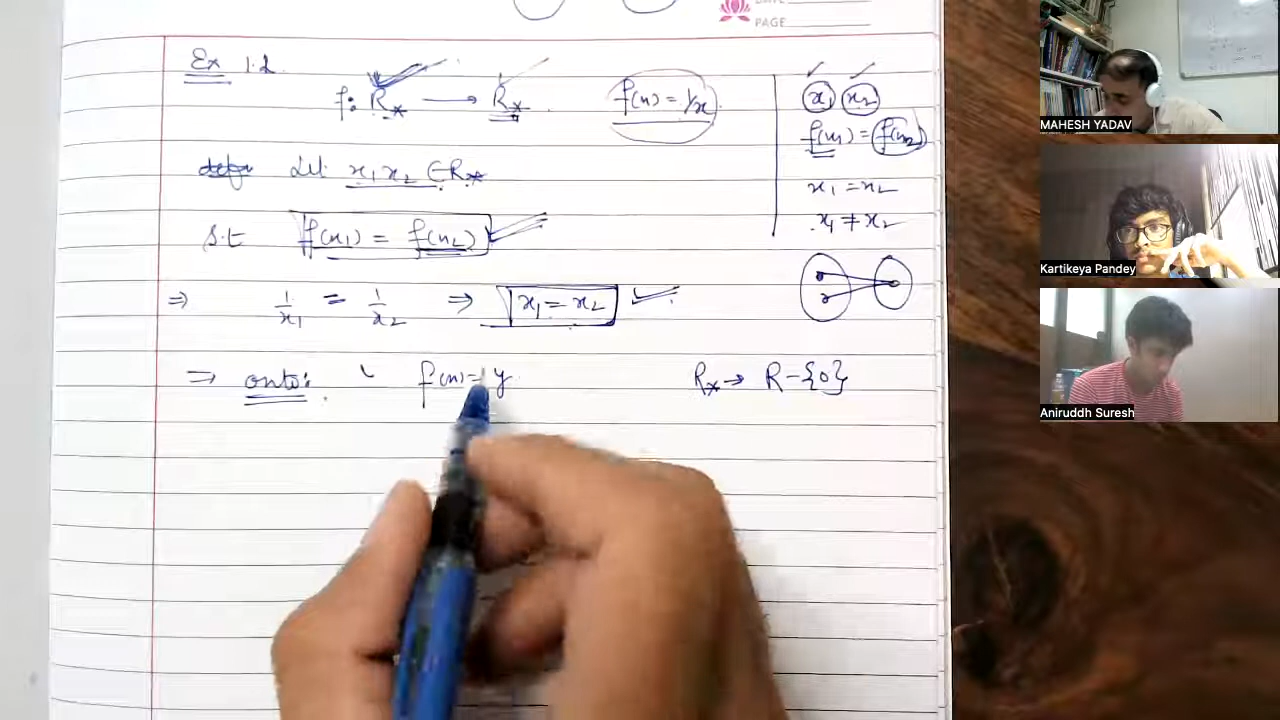 DATE
PAGE
Ex 1.2
f: R* → R* f(x) = 1/x
Let x1 x2 ∈ R*
s.t f(x1) = f(x2)
⇒ 1/x1 = 1/x2 ⇒ x1 = x2
⇒ onto: f(x) = y R* → R - {0}
x1 x2
f(x1) = f(x2)
x1 = x2
x1 ≠ x2
MAHESH YADAV
Kartikeya Pandey
Aniruddh Suresh